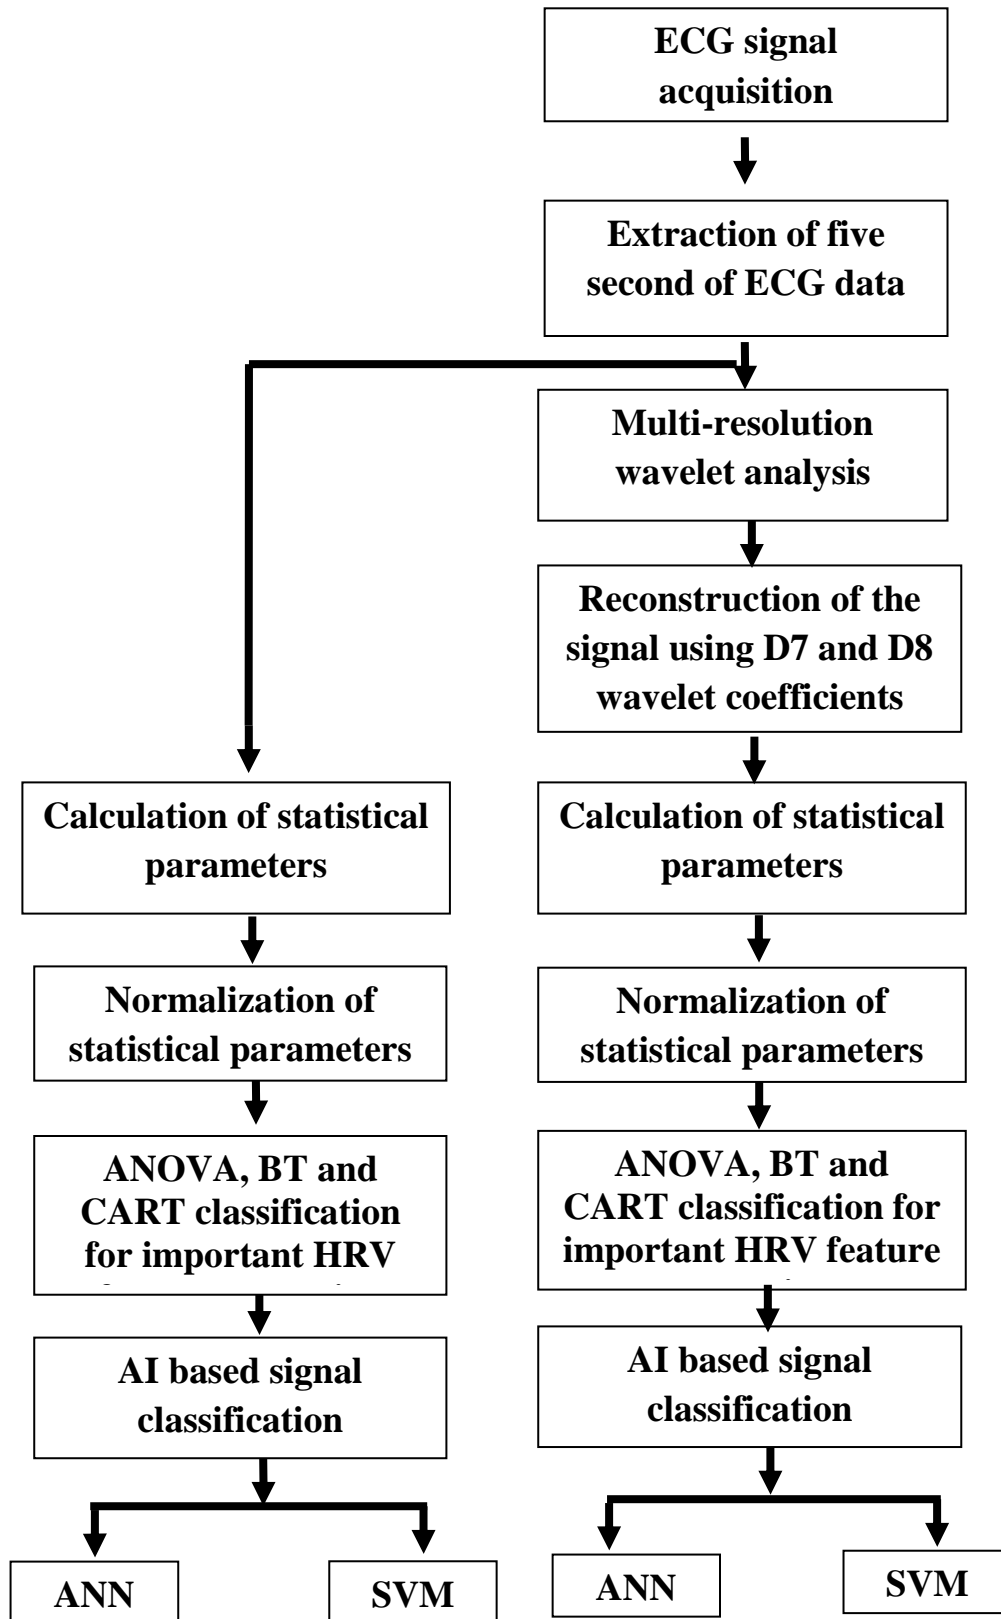 ECG signal
acquisition
Extraction of five
second of ECG data
Multi-resolution
wavelet analysis
Reconstruction of the
signal using D7 and D8
wavelet coefficients
Calculation of statistical
parameters
Calculation of statistical
parameters
Normalization of
statistical parameters
Normalization of
statistical parameters
ANOVA, BT and
CART classification
for important HRV
ANOVA, BT and
CART classification for
important HRV feature
AI based signal
classification
AI based signal
classification
ANN
SVM
ANN
SVM